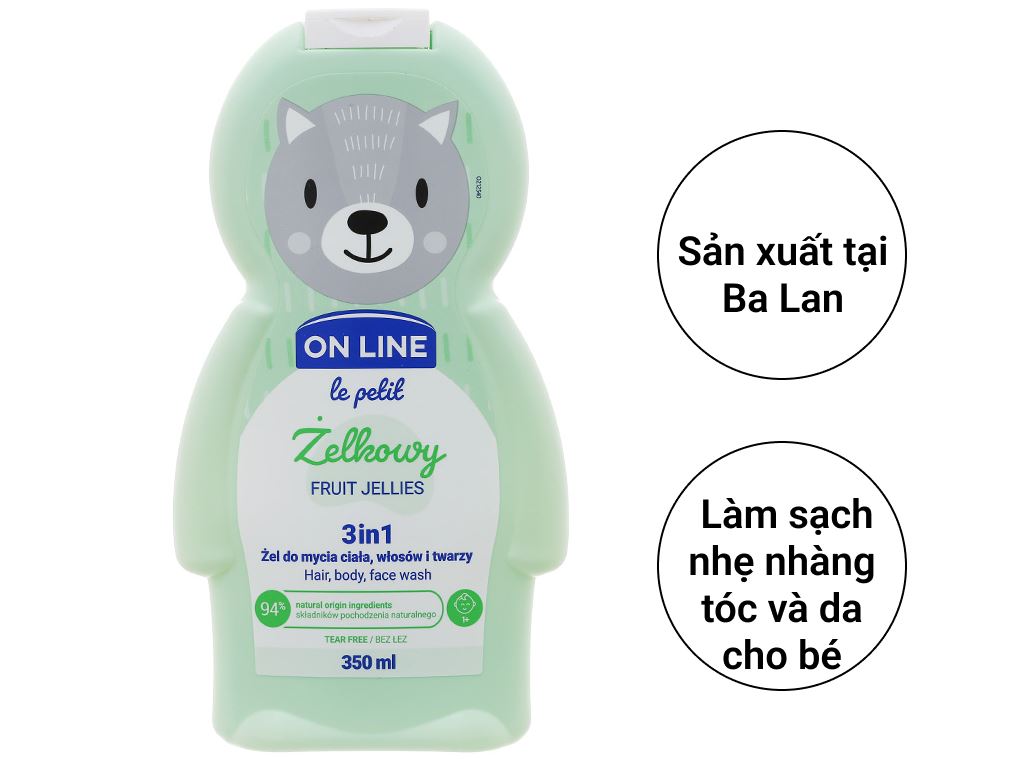 0212540
ON LINE
le petit
Żelkowy
FRUIT JELLIES
3in1
Żel do mycia ciała, włosów i twarzy
Hair, body, face wash
94%
natural origin ingredients
składników pochodzenia naturalnego
1+
TEAR FREE / BEZ ŁEZ
350 ml
Sản xuất tại
Ba Lan
Làm sạch
nhẹ nhàng
tóc và da
cho bé